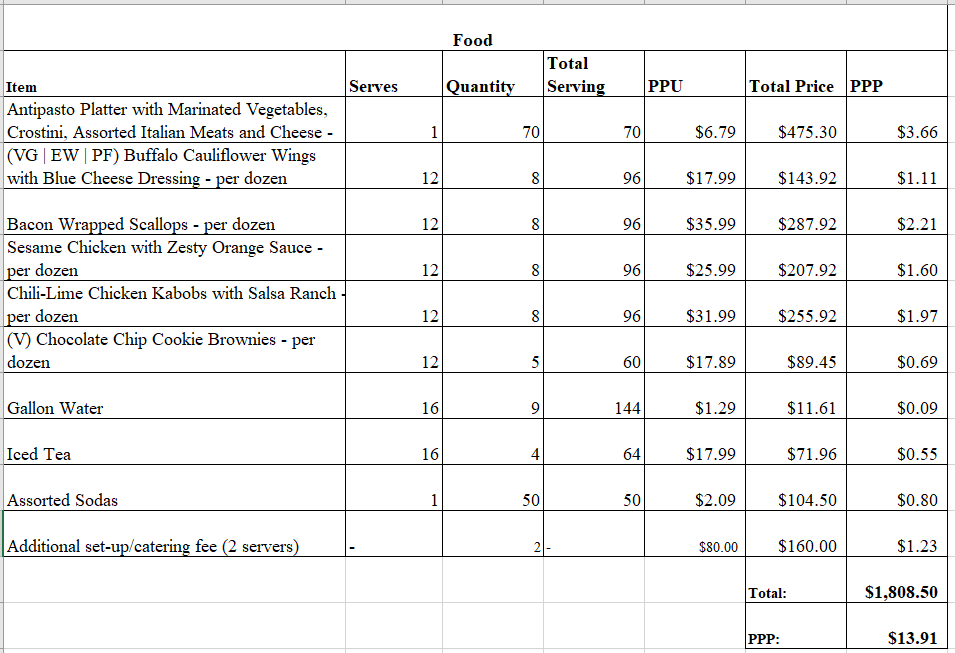 Food
Item Serves Quantity Total Serving PPU Total Price PPP
Antipasto Platter with Marinated Vegetables,
Crostini, Assorted Italian Meats and Cheese - 1 70 70 $6.79 $475.30 $3.66
(VG | EW | PF) Buffalo Cauliflower Wings
with Blue Cheese Dressing - per dozen 12 8 96 $17.99 $143.92 $1.11
Bacon Wrapped Scallops - per dozen 12 8 96 $35.99 $287.92 $2.21
Sesame Chicken with Zesty Orange Sauce -
per dozen 12 8 96 $25.99 $207.92 $1.60
Chili-Lime Chicken Kabobs with Salsa Ranch -
per dozen 12 8 96 $31.99 $255.92 $1.97
(V) Chocolate Chip Cookie Brownies - per
dozen 12 5 60 $17.89 $89.45 $0.69
Gallon Water 16 9 144 $1.29 $11.61 $0.09
Iced Tea 16 4 64 $17.99 $71.96 $0.55
Assorted Sodas 1 50 50 $2.09 $104.50 $0.80
Additional set-up/catering fee (2 servers) - 2 - $80.00 $160.00 $1.23
Total: $1,808.50
PPP: $13.91